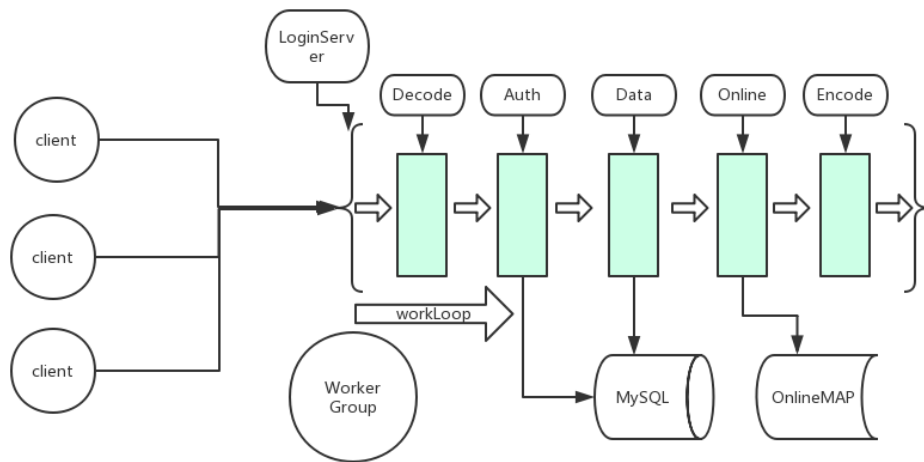 LoginServ
er
Decode
Auth
Data
Online
Encode
client
client
client
workLoop
Worker
Group
MySQL
OnlineMAP